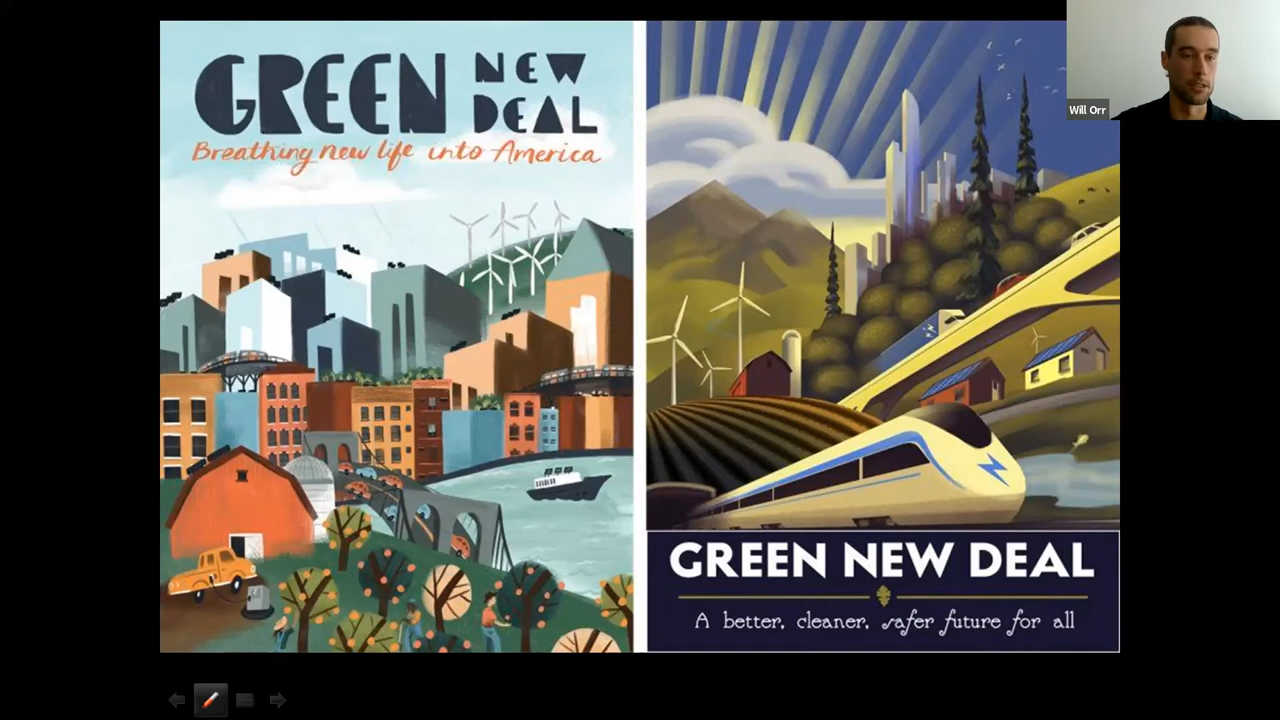 GREEN NEW
DEAL
Breathing new life into America
Will Orr
GREEN NEW DEAL
A better, cleaner, safer future for all